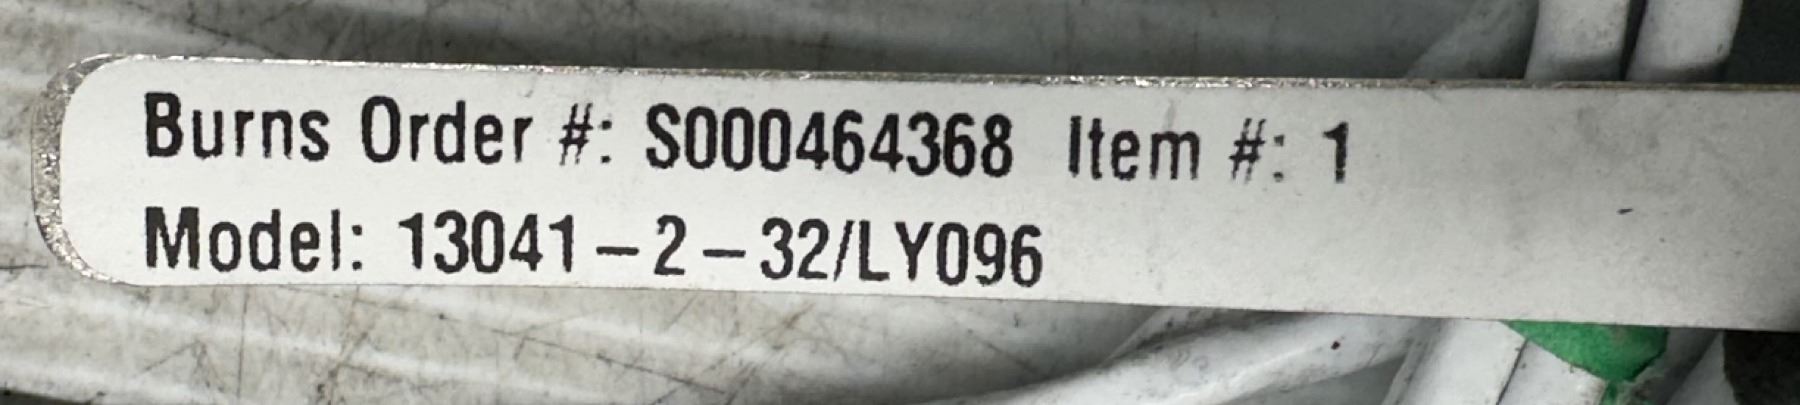 Burns Order #: S000464368 Item #: 1
Model: 13041-2-32/LY096